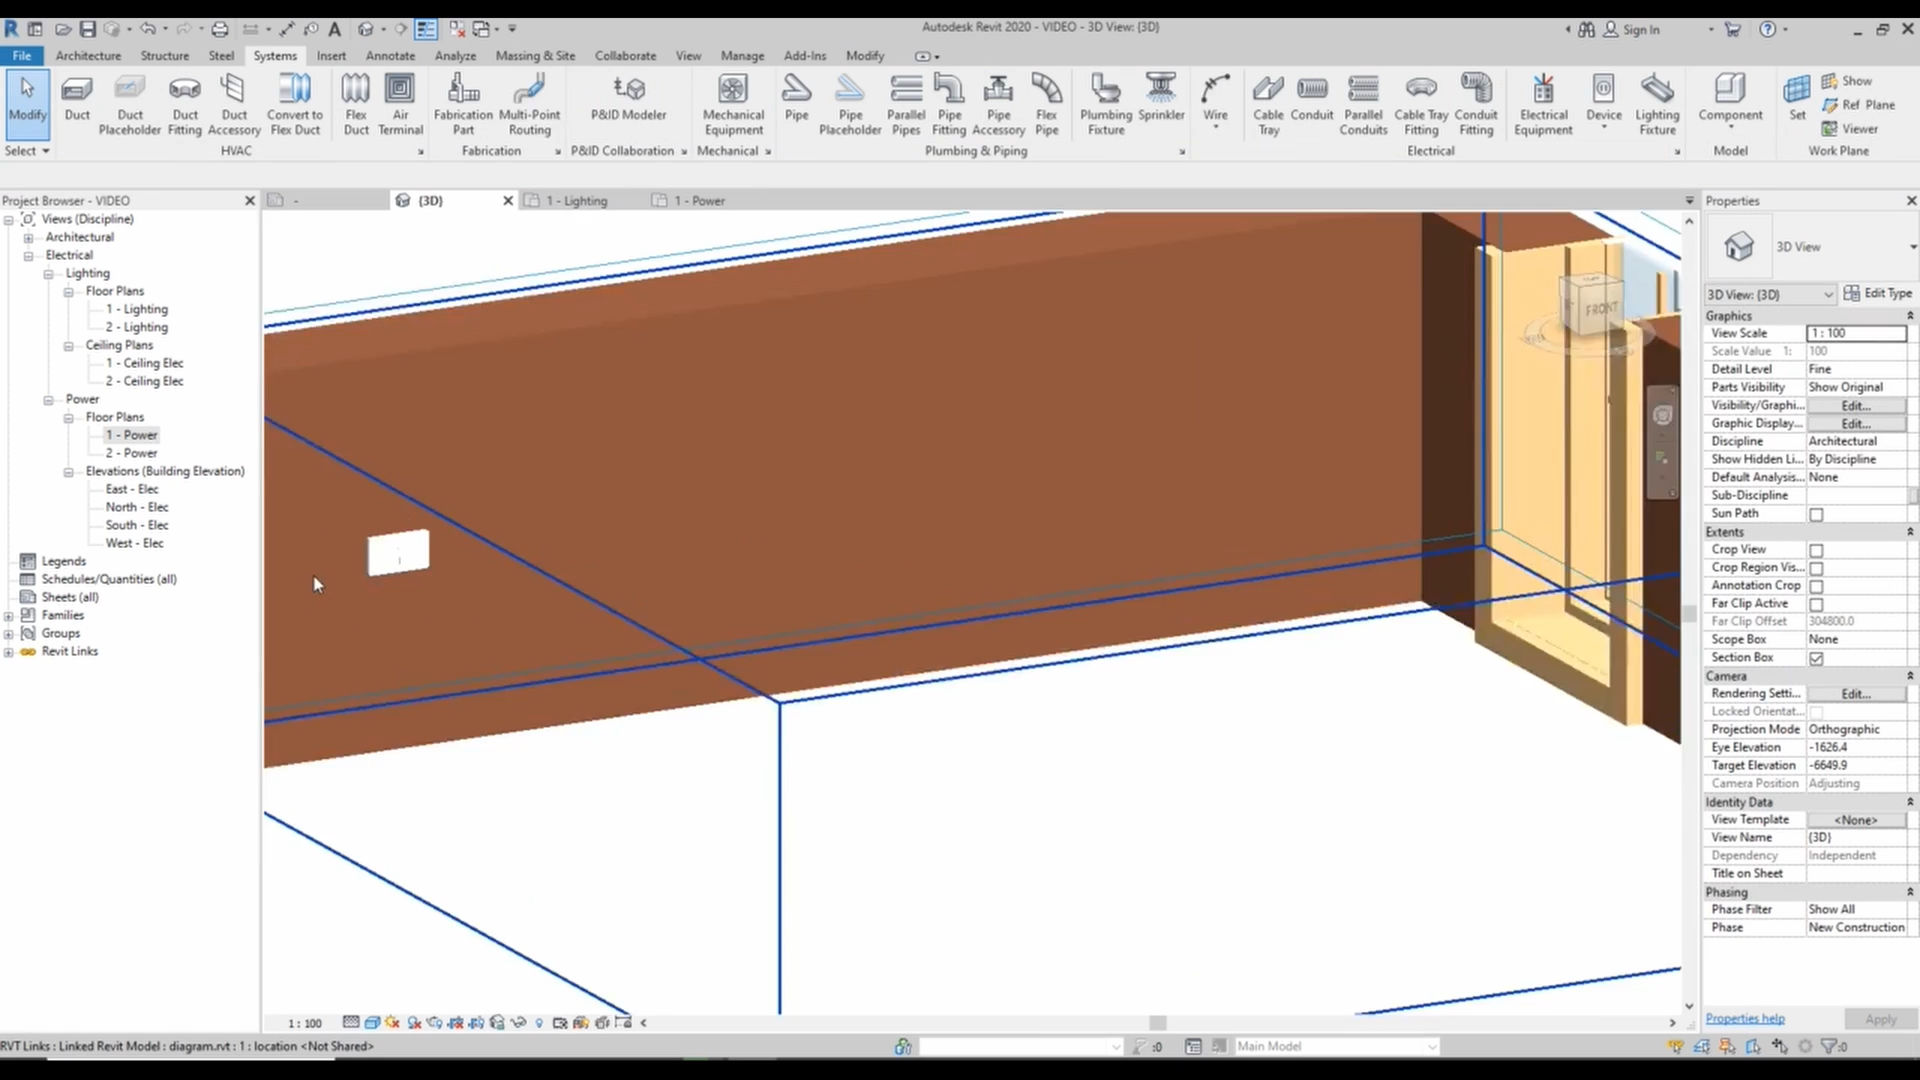 Autodesk Revit 2020 - VIDEO - 3D View: {3D}
Sign In
File Architecture Structure Steel Systems Insert Annotate Analyze Massing & Site Collaborate View Manage Add-Ins Modify
Modify
Duct
Duct Placeholder
Duct Fitting
Duct Accessory
Convert to Flex Duct
Flex Duct
Air Terminal
Fabrication Part
Multi-Point Routing
P&ID Modeler
Mechanical Equipment
Pipe
Pipe Placeholder
Parallel Pipes
Pipe Fitting
Pipe Accessory
Flex Pipe
Plumbing Fixture
Sprinkler
Wire
Cable Tray
Conduit
Parallel Conduits
Cable Tray Fitting
Conduit Fitting
Electrical Equipment
Device
Lighting Fixture
Component
Set
Show
Ref Plane
Viewer
Select HVAC Fabrication P&ID Collaboration Mechanical Plumbing & Piping Electrical Model Work Plane
Project Browser - VIDEO
Views (Discipline)
Architectural
Electrical
Lighting
Floor Plans
1 - Lighting
2 - Lighting
Ceiling Plans
1 - Ceiling Elec
2 - Ceiling Elec
Power
Floor Plans
1 - Power
2 - Power
Elevations (Building Elevation)
East - Elec
North - Elec
South - Elec
West - Elec
Legends
Schedules/Quantities (all)
Sheets (all)
Families
Groups
Revit Links
- {3D} 1 - Lighting 1 - Power
FRONT
Properties
3D View
3D View: {3D} Edit Type
Graphics
View Scale 1 : 100
Scale Value 1: 100
Detail Level Fine
Parts Visibility Show Original
Visibility/Graphi... Edit...
Graphic Display... Edit...
Discipline Architectural
Show Hidden Li... By Discipline
Default Analysis... None
Sub-Discipline
Sun Path
Extents
Crop View
Crop Region Vis...
Annotation Crop
Far Clip Active
Far Clip Offset 304800.0
Scope Box None
Section Box
Camera
Rendering Setti... Edit...
Locked Orientat...
Projection Mode Orthographic
Eye Elevation -1626.4
Target Elevation -6649.9
Camera Position Adjusting
Identity Data
View Template <None>
View Name {3D}
Dependency Independent
Title on Sheet
Phasing
Phase Filter Show All
Phase New Construction
Properties help Apply
1 : 100
RVT Links : Linked Revit Model : diagram.rvt : 1 : location <Not Shared>
:0
Main Model
:0